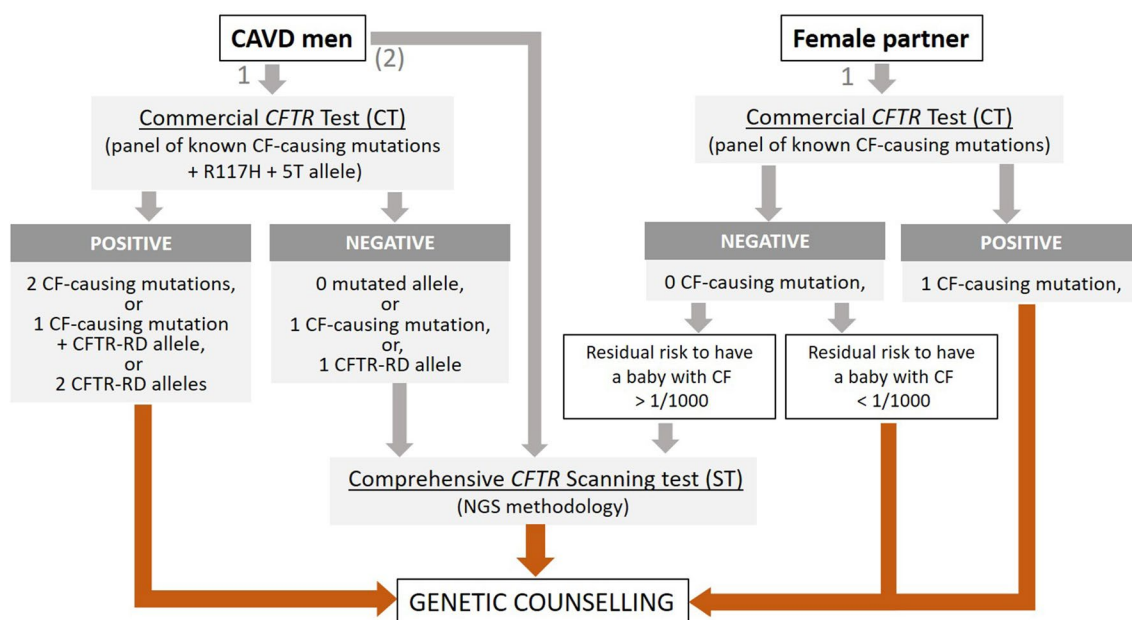 CAVD men
(2)
1
Commercial CFTR Test (CT)
(panel of known CF-causing mutations
+ R117H + 5T allele)
POSITIVE
2 CF-causing mutations,
or
1 CF-causing mutation
+ CFTR-RD allele,
or
2 CFTR-RD alleles
NEGATIVE
0 mutated allele,
or
1 CF-causing mutation,
or,
1 CFTR-RD allele
Female partner
1
Commercial CFTR Test (CT)
(panel of known CF-causing mutations)
NEGATIVE
0 CF-causing mutation,
POSITIVE
1 CF-causing mutation,
Residual risk to have
a baby with CF
> 1/1000
Residual risk to have
a baby with CF
< 1/1000
Comprehensive CFTR Scanning test (ST)
(NGS methodology)
GENETIC COUNSELLING